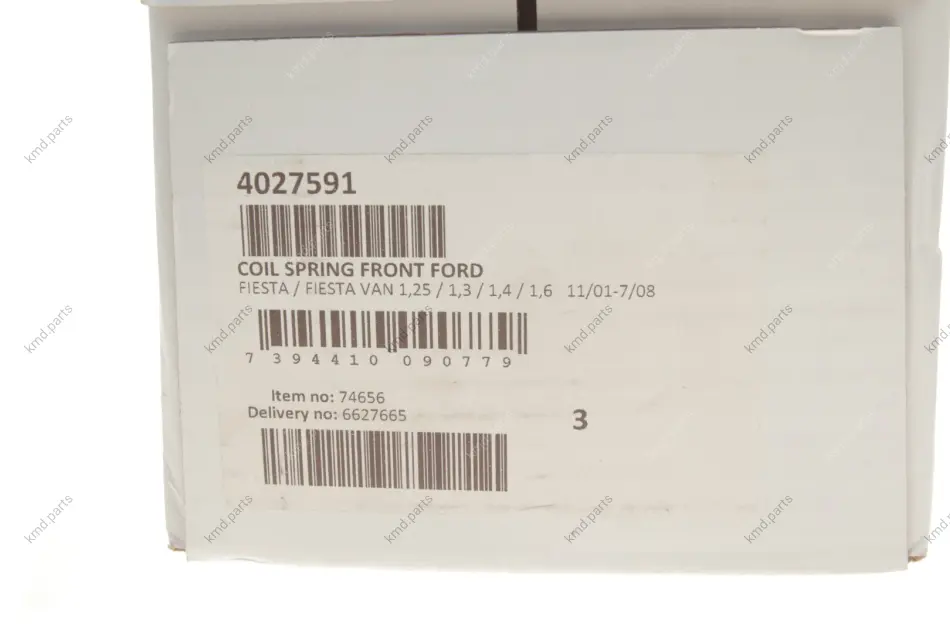 4027591
COIL SPRING FRONT FORD
FIESTA / FIESTA VAN 1,25 / 1,3 / 1,4 / 1,6 11/01-7/08
7 394410 090779
Item no: 74656
Delivery no: 6627665
3
kmd.parts